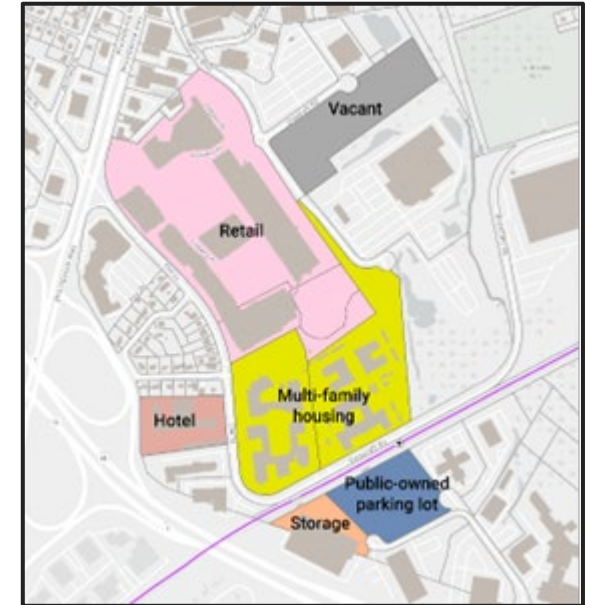 Vacant
Retail
Multi-family
housing
Hotel
Public-owned
parking lot
Storage